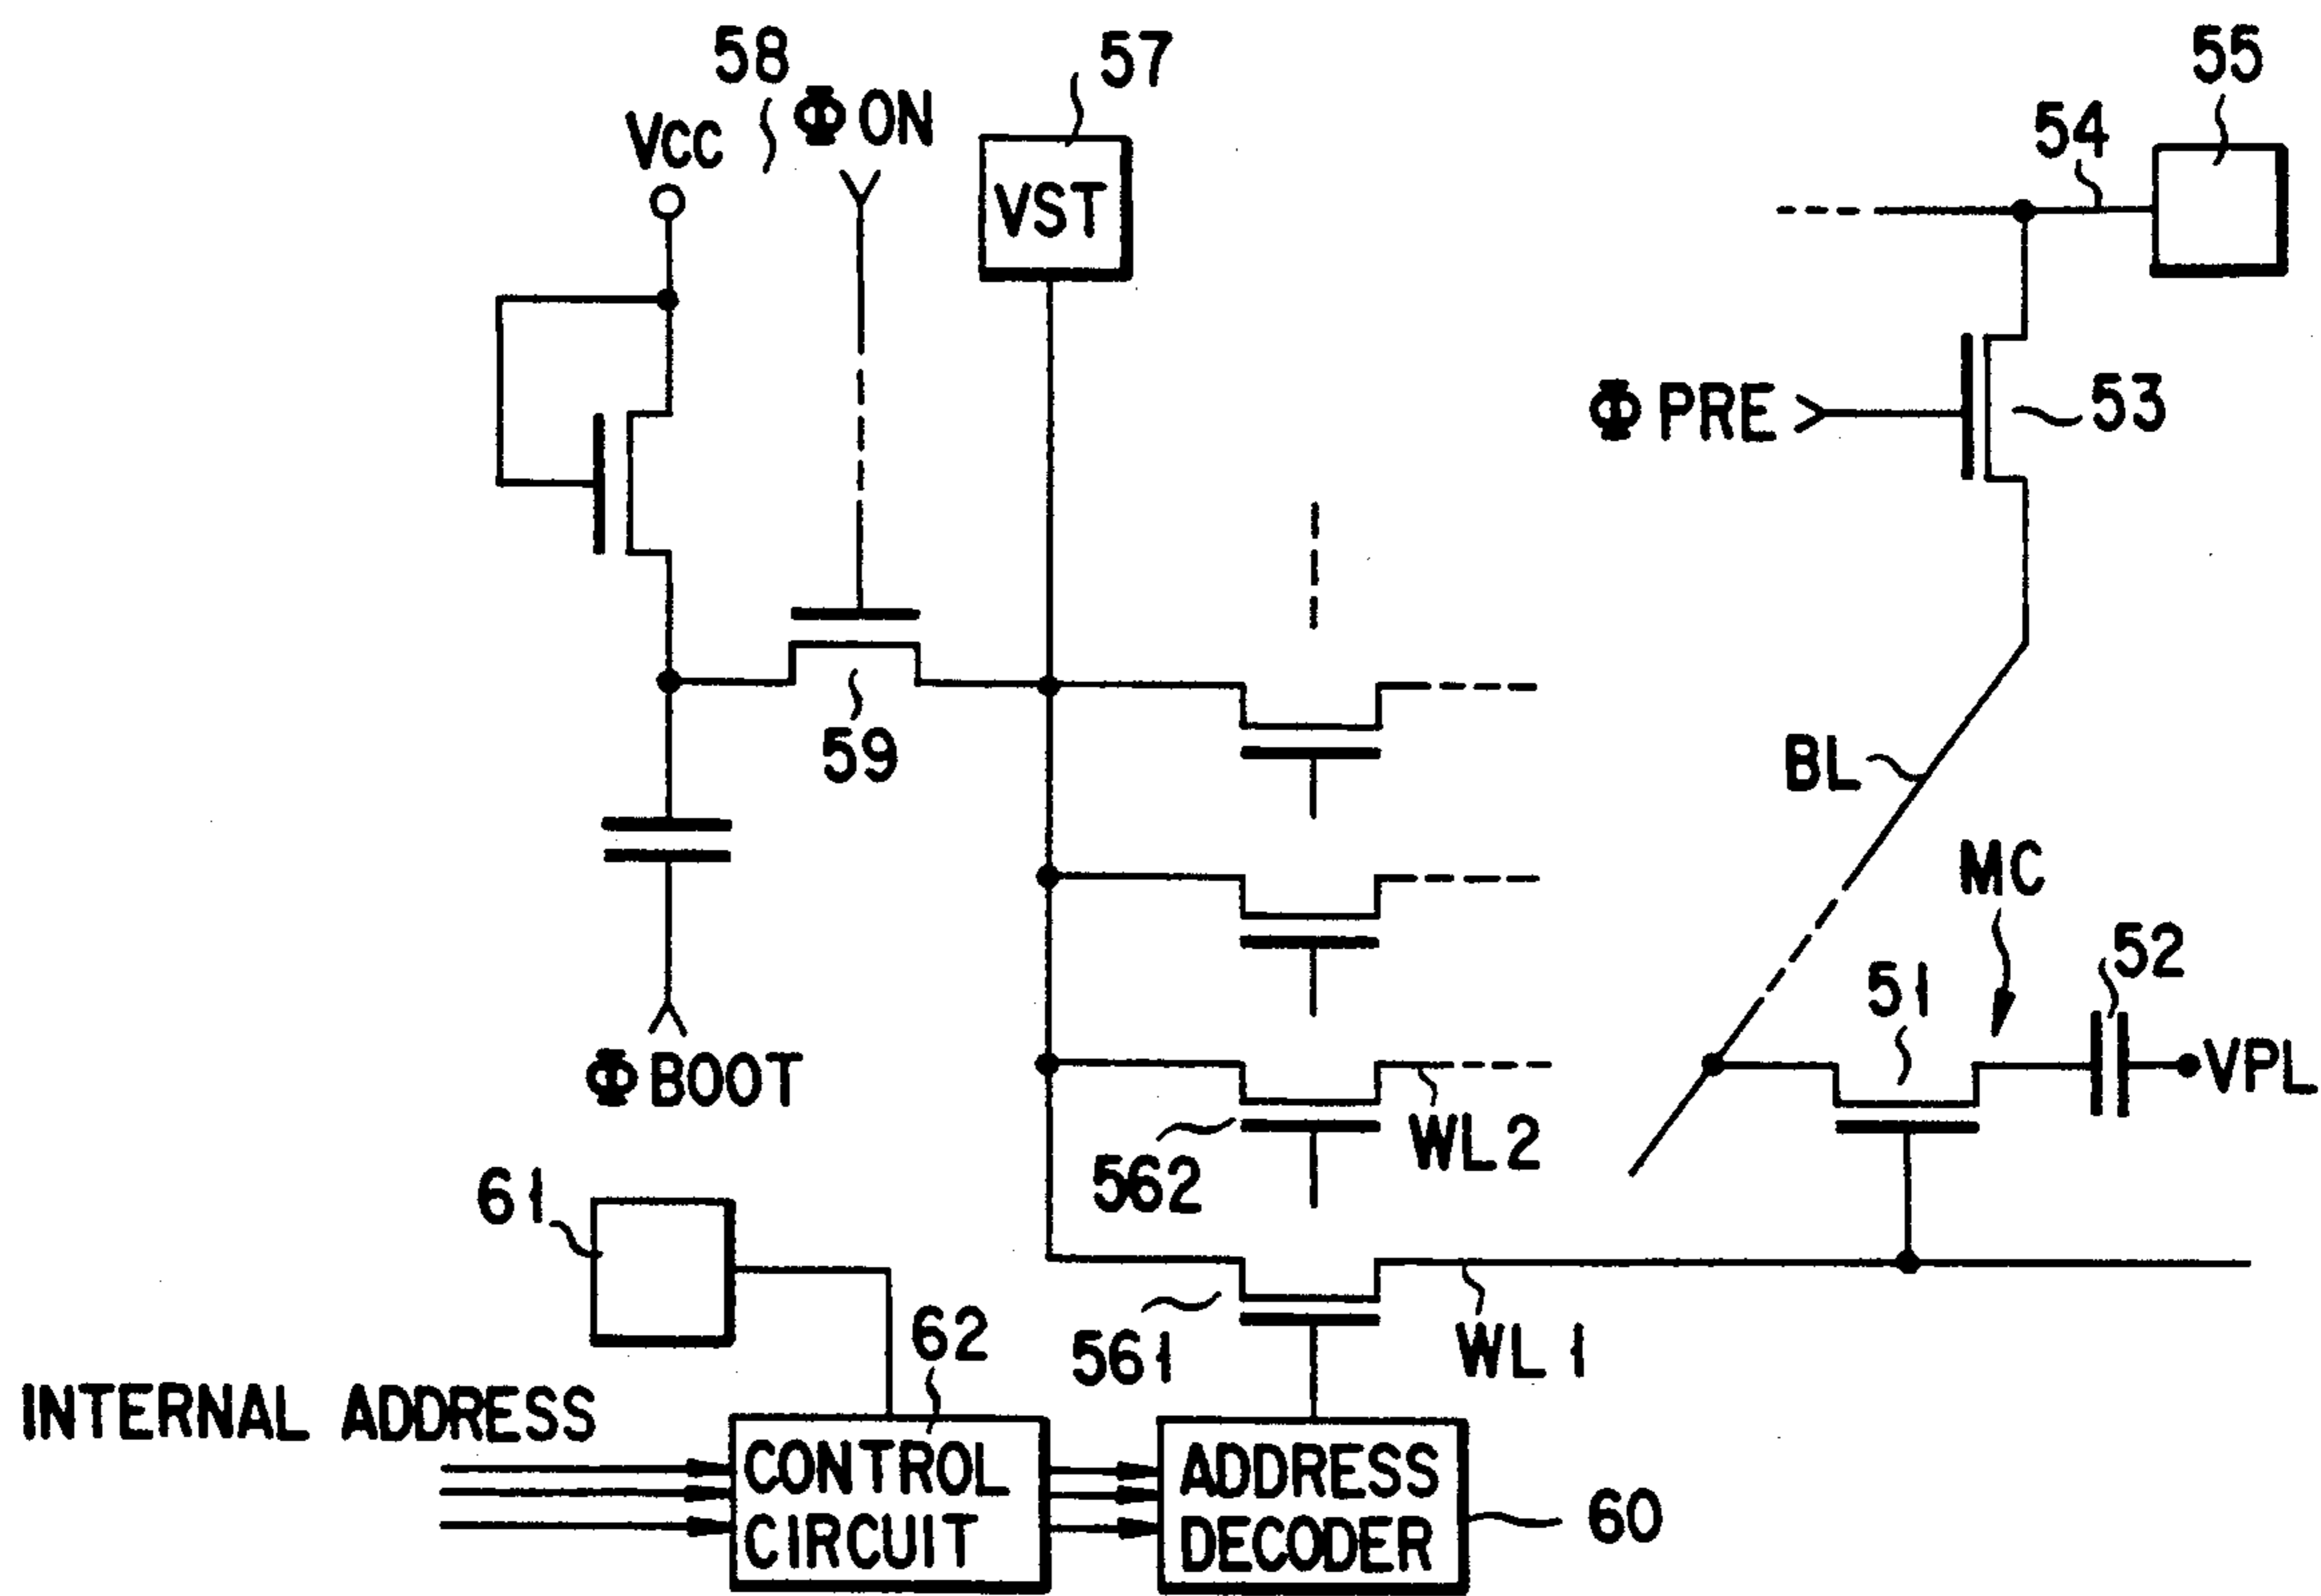 58
ΦON
57
55
VCC
54
VST
ΦPRE
53
59
BL
MC
52
51
VPL
ΦBOOT
WL2
562
61
62
561
WL1
INTERNAL ADDRESS
CONTROL
CIRCUIT
ADDRESS
DECODER
60